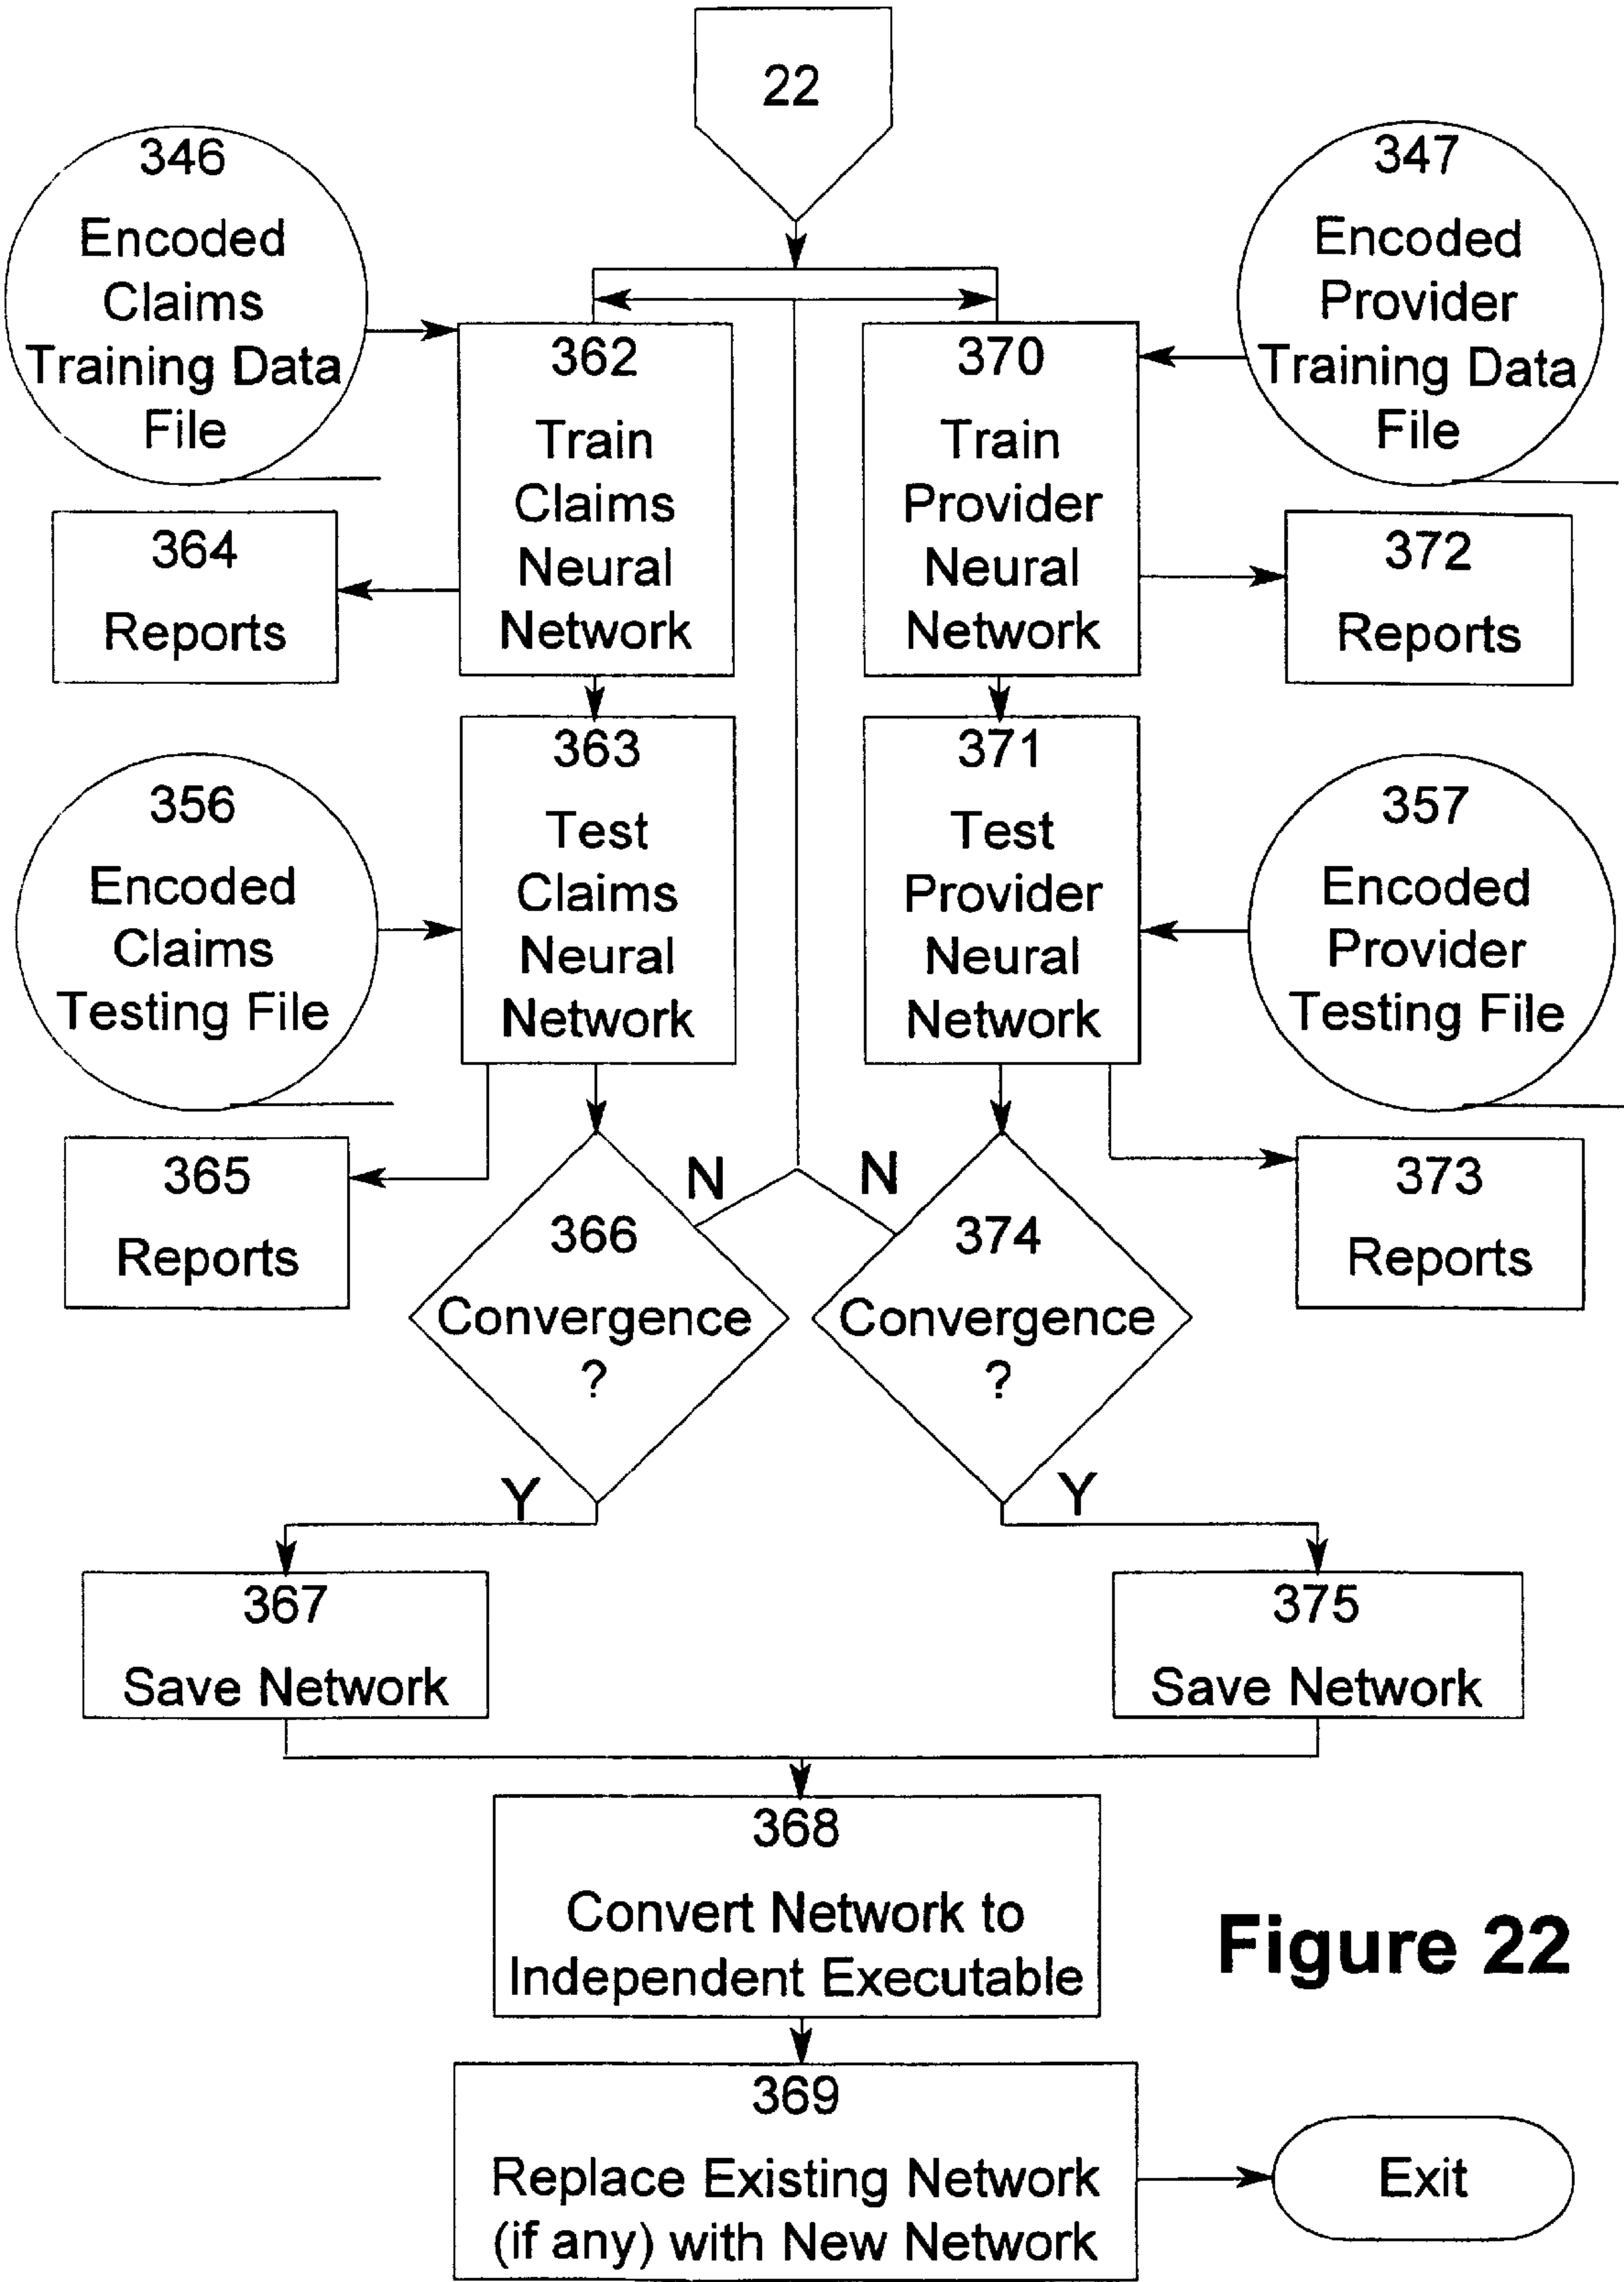 22
346
Encoded
Claims
Training Data
File
347
Encoded
Provider
Training Data
File
362
Train
Claims
Neural
Network
370
Train
Provider
Neural
Network
364
Reports
372
Reports
363
Test
Claims
Neural
Network
371
Test
Provider
Neural
Network
356
Encoded
Claims
Testing File
357
Encoded
Provider
Testing File
365
Reports
N
N
373
Reports
366
Convergence
?
374
Convergence
?
Y
Y
367
Save Network
375
Save Network
368
Convert Network to
Independent Executable
Figure 22
369
Replace Existing Network
(if any) with New Network
Exit